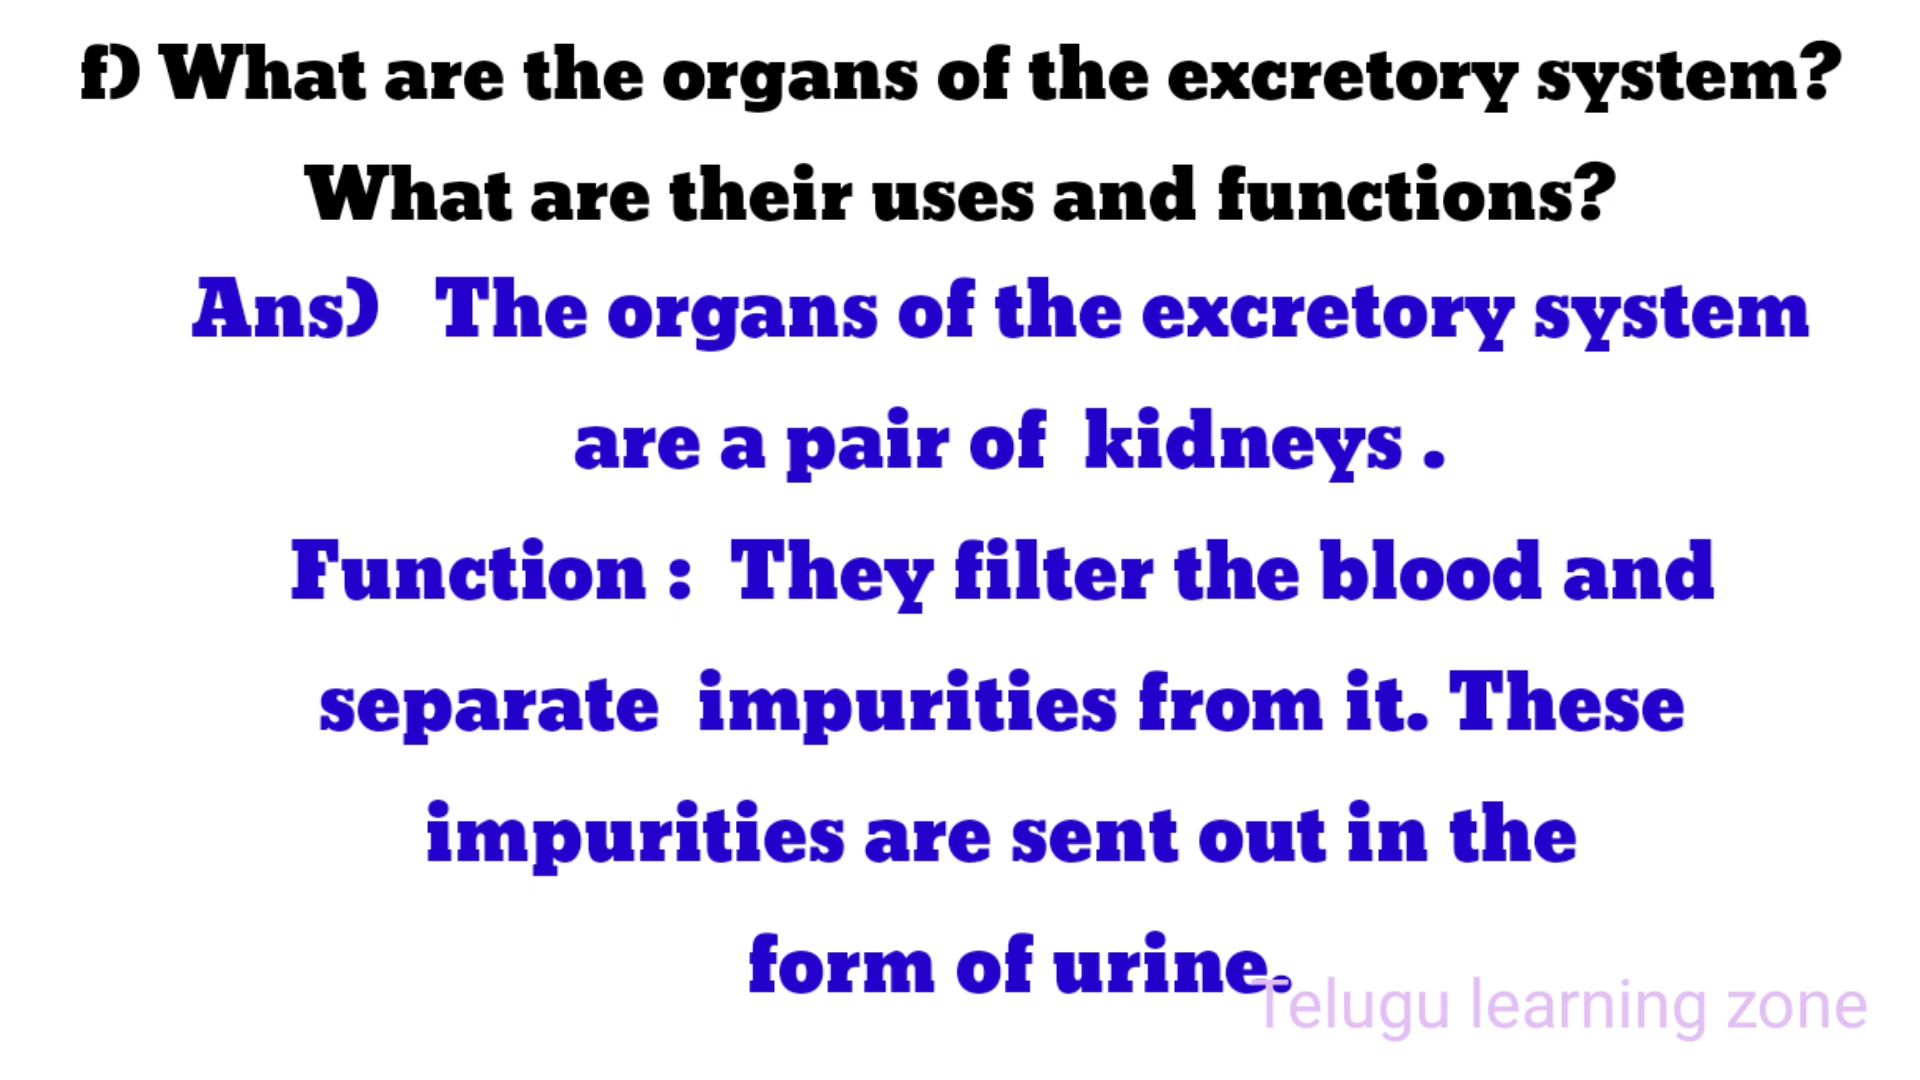 f) What are the organs of the excretory system?
What are their uses and functions?
Ans) The organs of the excretory system
are a pair of kidneys .
Function : They filter the blood and
separate impurities from it. These
impurities are sent out in the
form of urine.
Telugu learning zone